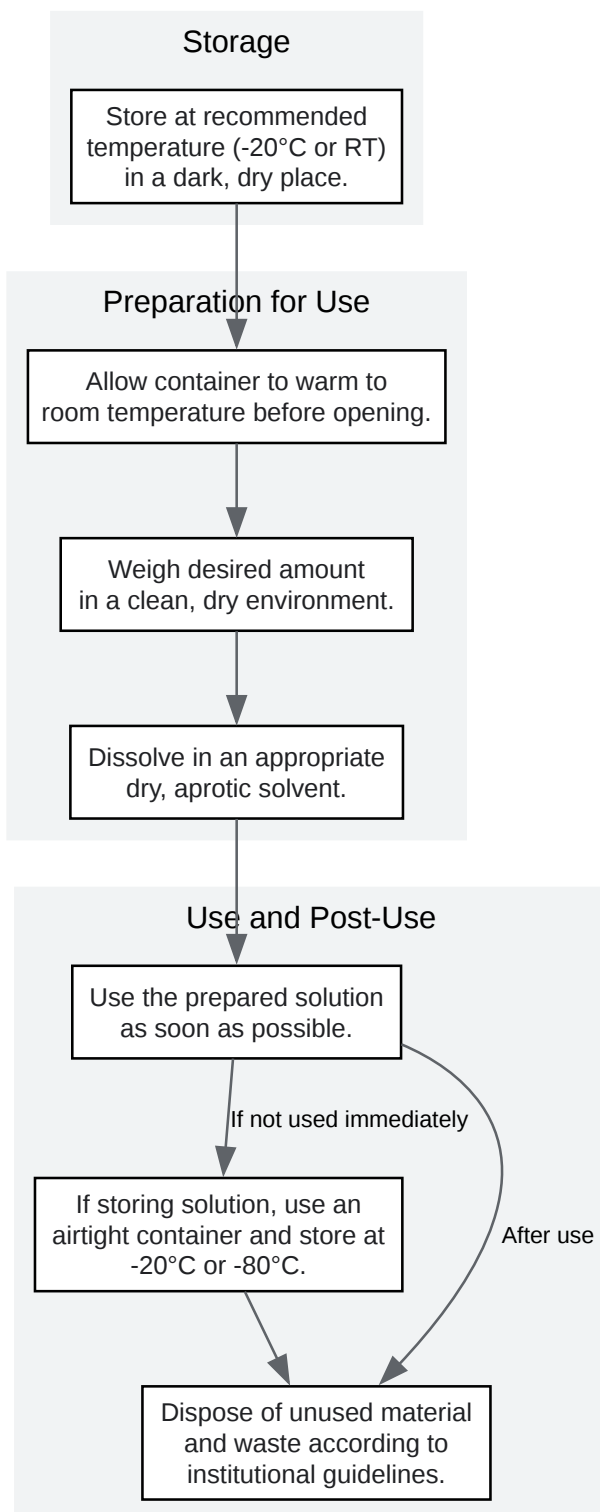 Storage
Store at recommended
temperature (-20°C or RT)
in a dark, dry place.
Preparation for Use
Allow container to warm to
room temperature before opening.
Weigh desired amount
in a clean, dry environment.
Dissolve in an appropriate
dry, aprotic solvent.
Use and Post-Use
Use the prepared solution
as soon as possible.
If not used immediately
If storing solution, use an
airtight container and store at
-20°C or -80°C.
After use
Dispose of unused material
and waste according to
institutional guidelines.